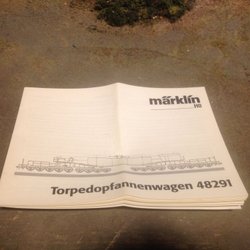 märklin
H0
Torpedopfannenwagen 48291